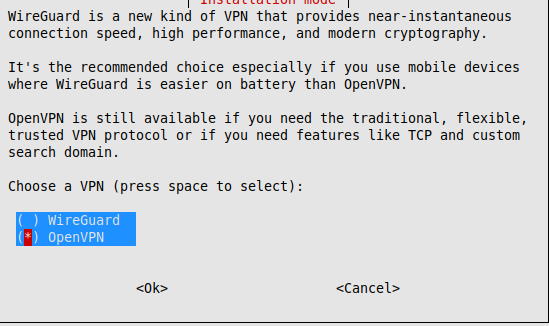 Installation mode
WireGuard is a new kind of VPN that provides near-instantaneous
connection speed, high performance, and modern cryptography.
It's the recommended choice especially if you use mobile devices
where WireGuard is easier on battery than OpenVPN.
OpenVPN is still available if you need the traditional, flexible,
trusted VPN protocol or if you need features like TCP and custom
search domain.
Choose a VPN (press space to select):
( ) WireGuard
(*) OpenVPN
<Ok> <Cancel>